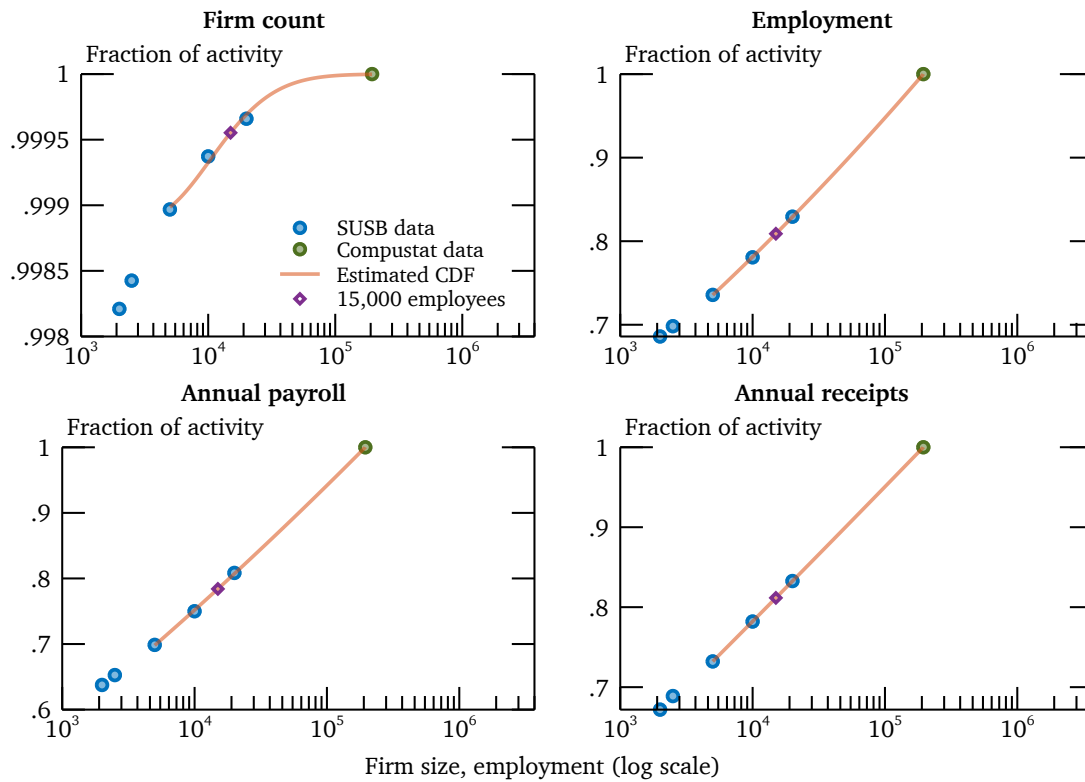 Firm count
Fraction of activity
1
.9995
.999
.9985
.998
10³ 10⁴ 10⁵ 10⁶
SUSB data
Compustat data
Estimated CDF
15,000 employees
Employment
Fraction of activity
1
.9
.8
.7
10³ 10⁴ 10⁵ 10⁶
Annual payroll
Fraction of activity
1
.9
.8
.7
.6
10³ 10⁴ 10⁵ 10⁶
Annual receipts
Fraction of activity
1
.9
.8
.7
10³ 10⁴ 10⁵ 10⁶
Firm size, employment (log scale)